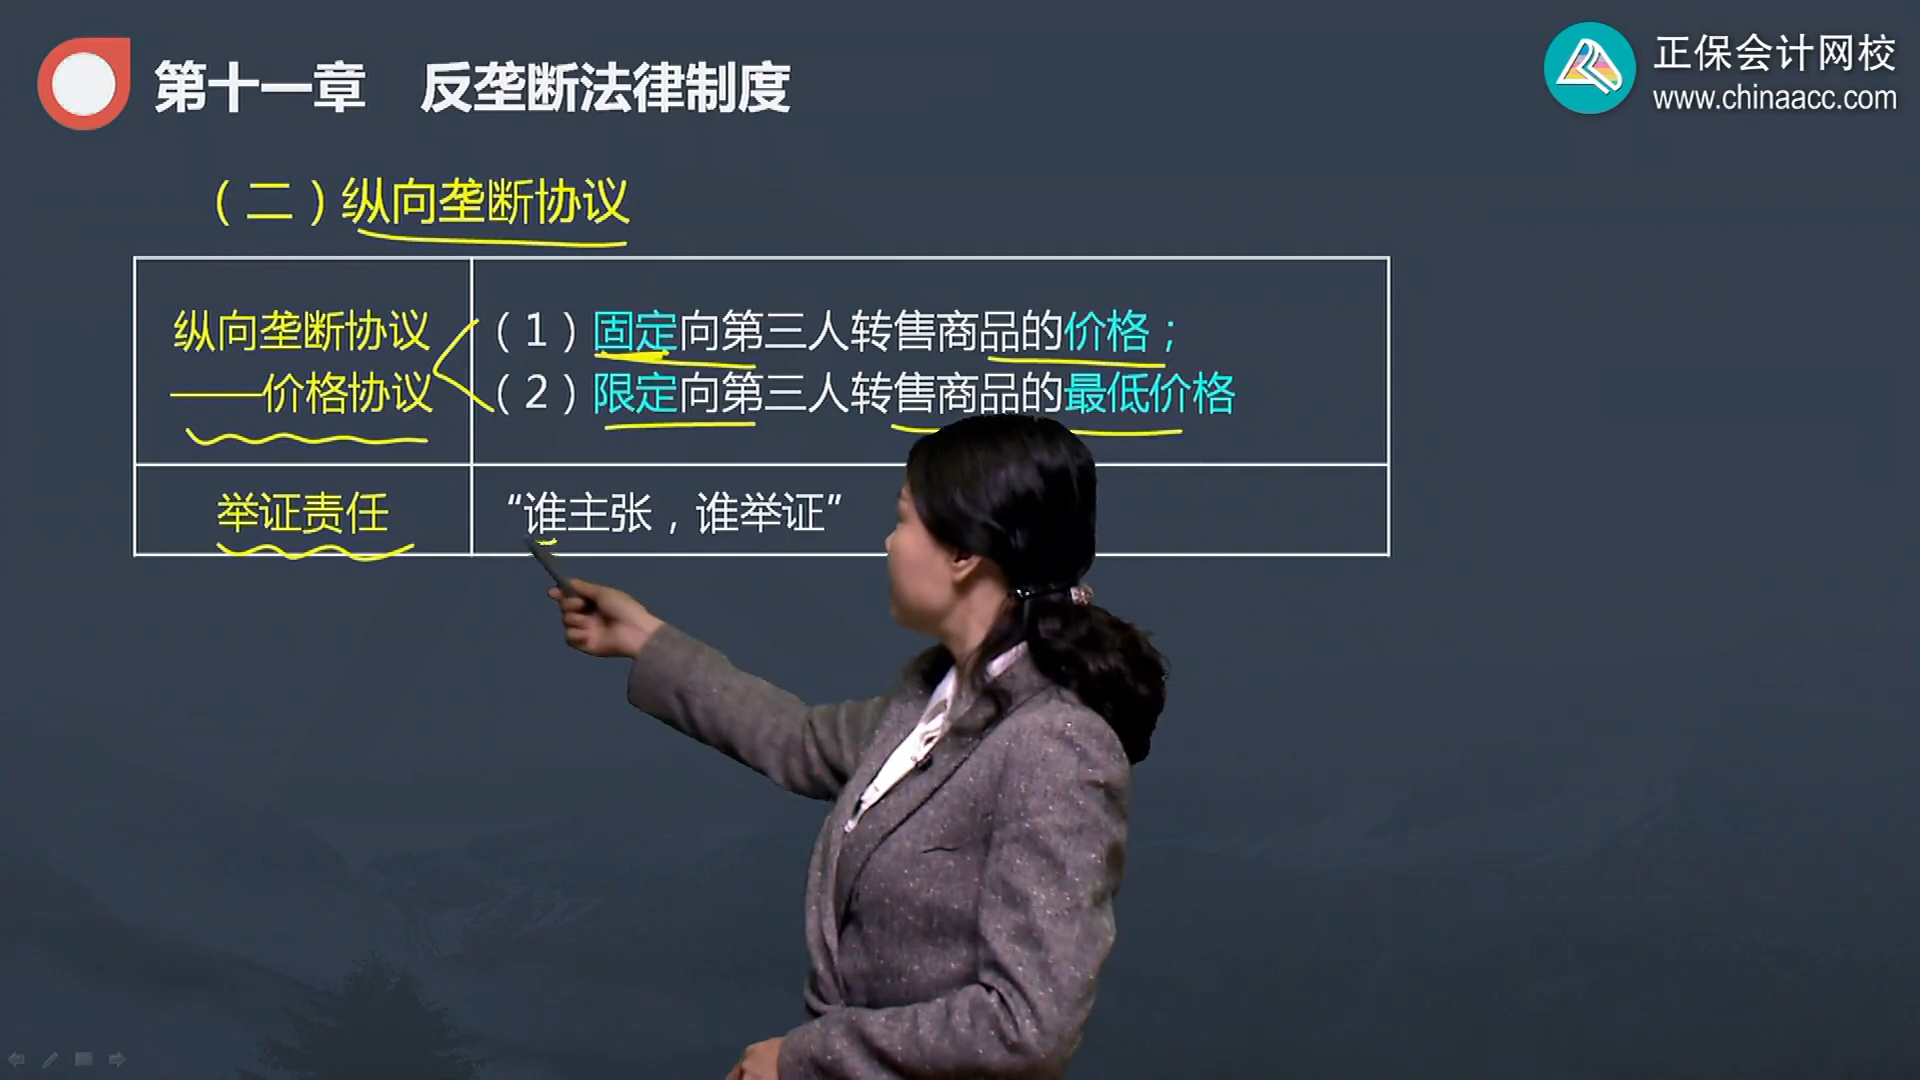 第十一章 反垄断法律制度
正保会计网校
www.chinaacc.com
（二）纵向垄断协议
纵向垄断协议
——价格协议
（1）固定向第三人转售商品的价格；
（2）限定向第三人转售商品的最低价格
举证责任
“谁主张，谁举证”